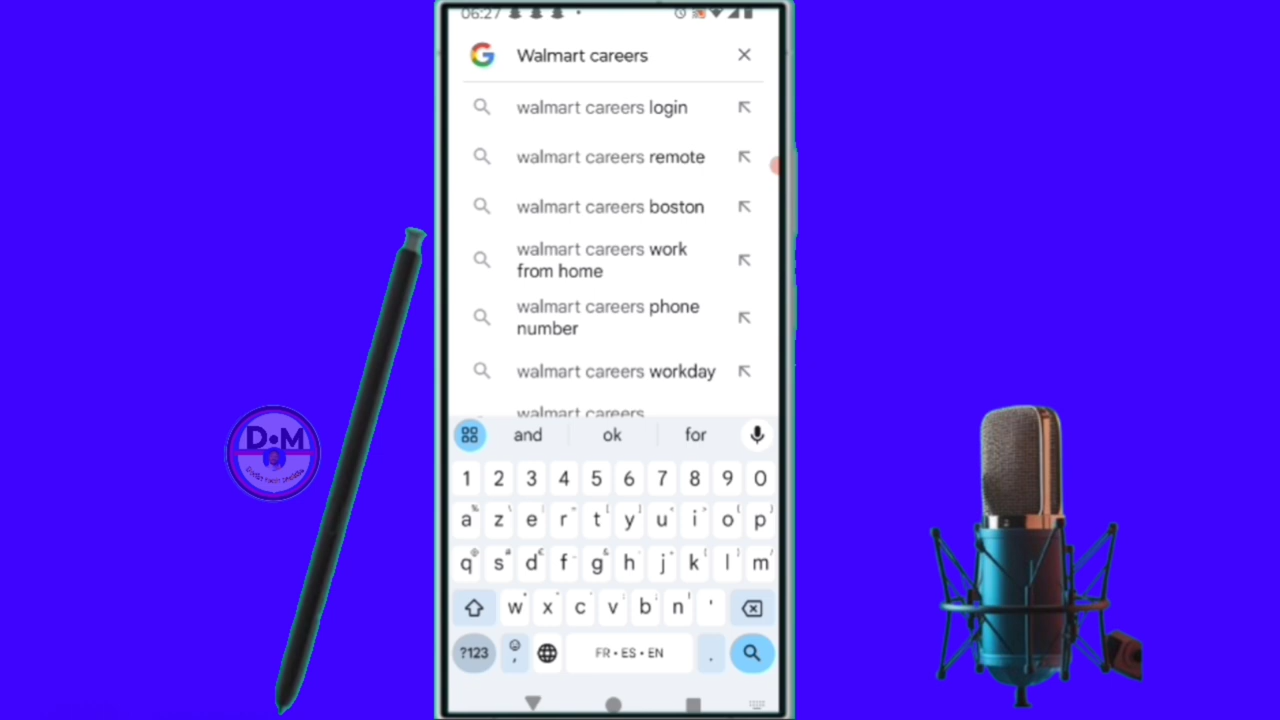 06:27
Walmart careers
walmart careers login
walmart careers remote
walmart careers boston
walmart careers work
from home
walmart careers phone
number
walmart careers workday
walmart careers
and ok for
1 2 3 4 5 6 7 8 9 0
a z e r t y u i o p
q s d f g h j k l m
w x c v b n '
?123 , FR • ES • EN .
D•M